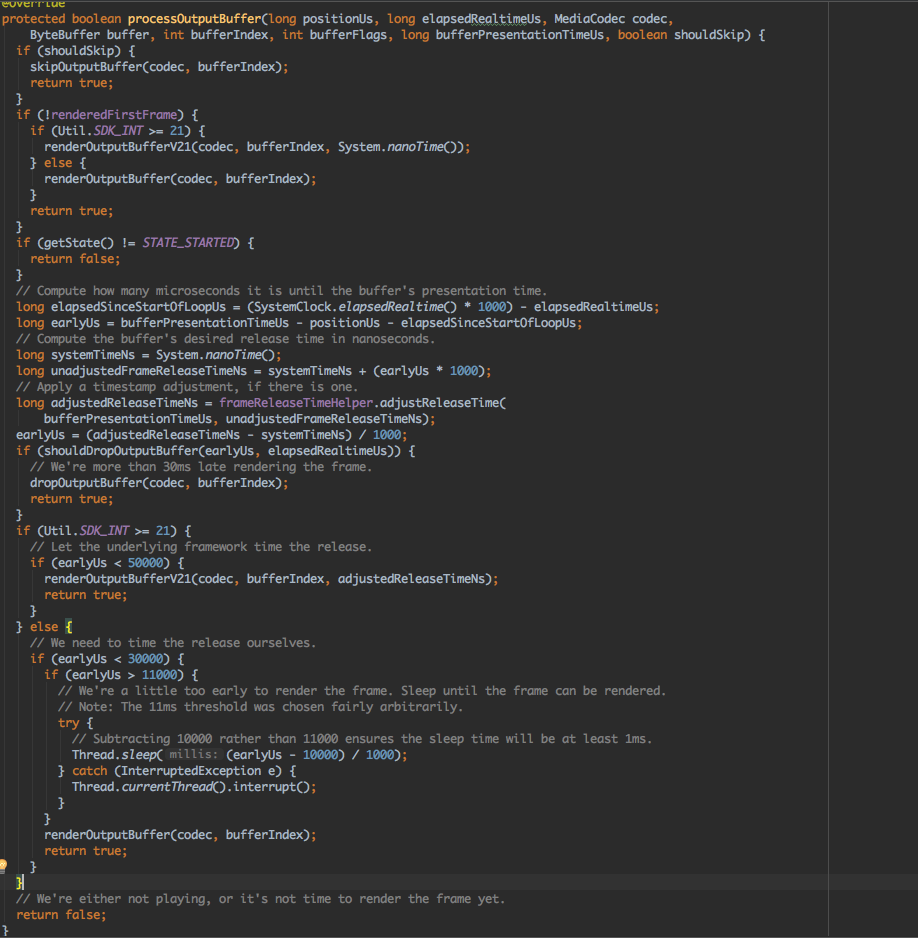 @Override
protected boolean processOutputBuffer(long positionUs, long elapsedRealtimeUs, MediaCodec codec,
    ByteBuffer buffer, int bufferIndex, int bufferFlags, long bufferPresentationTimeUs, boolean shouldSkip) {
  if (shouldSkip) {
    skipOutputBuffer(codec, bufferIndex);
    return true;
  }
  if (!renderedFirstFrame) {
    if (Util.SDK_INT >= 21) {
      renderOutputBufferV21(codec, bufferIndex, System.nanoTime());
    } else {
      renderOutputBuffer(codec, bufferIndex);
    }
    return true;
  }
  if (getState() != STATE_STARTED) {
    return false;
  }
  // Compute how many microseconds it is until the buffer's presentation time.
  long elapsedSinceStartOfLoopUs = (SystemClock.elapsedRealtime() * 1000) - elapsedRealtimeUs;
  long earlyUs = bufferPresentationTimeUs - positionUs - elapsedSinceStartOfLoopUs;
  // Compute the buffer's desired release time in nanoseconds.
  long systemTimeNs = System.nanoTime();
  long unadjustedFrameReleaseTimeNs = systemTimeNs + (earlyUs * 1000);
  // Apply a timestamp adjustment, if there is one.
  long adjustedReleaseTimeNs = frameReleaseTimeHelper.adjustReleaseTime(
      bufferPresentationTimeUs, unadjustedFrameReleaseTimeNs);
  earlyUs = (adjustedReleaseTimeNs - systemTimeNs) / 1000;
  if (shouldDropOutputBuffer(earlyUs, elapsedRealtimeUs)) {
    // We're more than 30ms late rendering the frame.
    dropOutputBuffer(codec, bufferIndex);
    return true;
  }
  if (Util.SDK_INT >= 21) {
    // Let the underlying framework time the release.
    if (earlyUs < 50000) {
      renderOutputBufferV21(codec, bufferIndex, adjustedReleaseTimeNs);
      return true;
    }
  } else {
    // We need to time the release ourselves.
    if (earlyUs < 30000) {
      if (earlyUs > 11000) {
        // We're a little too early to render the frame. Sleep until the frame can be rendered.
        // Note: The 11ms threshold was chosen fairly arbitrarily.
        try {
          // Subtracting 10000 rather than 11000 ensures the sleep time will be at least 1ms.
          Thread.sleep( millis: (earlyUs - 10000) / 1000);
        } catch (InterruptedException e) {
          Thread.currentThread().interrupt();
        }
      }
      renderOutputBuffer(codec, bufferIndex);
      return true;
    }
  }
  // We're either not playing, or it's not time to render the frame yet.
  return false;
}